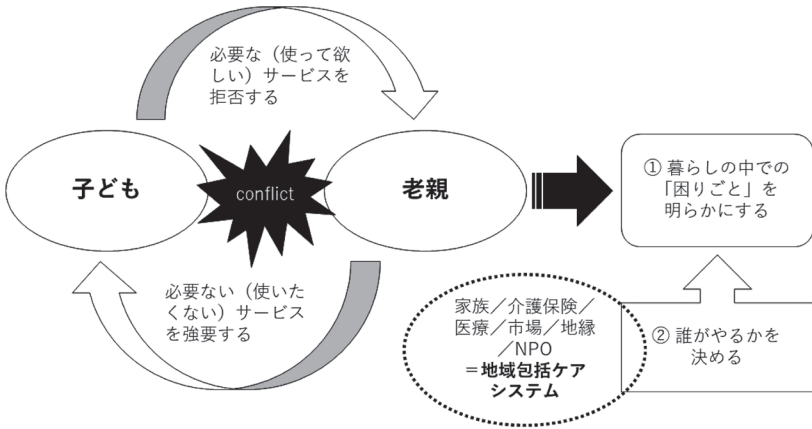 必要な（使って欲
しい）サービスを
拒否する
子ども
conflict
老親
① 暮らしの中での
「困りごと」を
明らかにする
必要ない（使いた
くない）サービス
を強要する
家族／介護保険／
医療／市場／地縁
／NPO
＝地域包括ケア
システム
② 誰がやるかを
決める